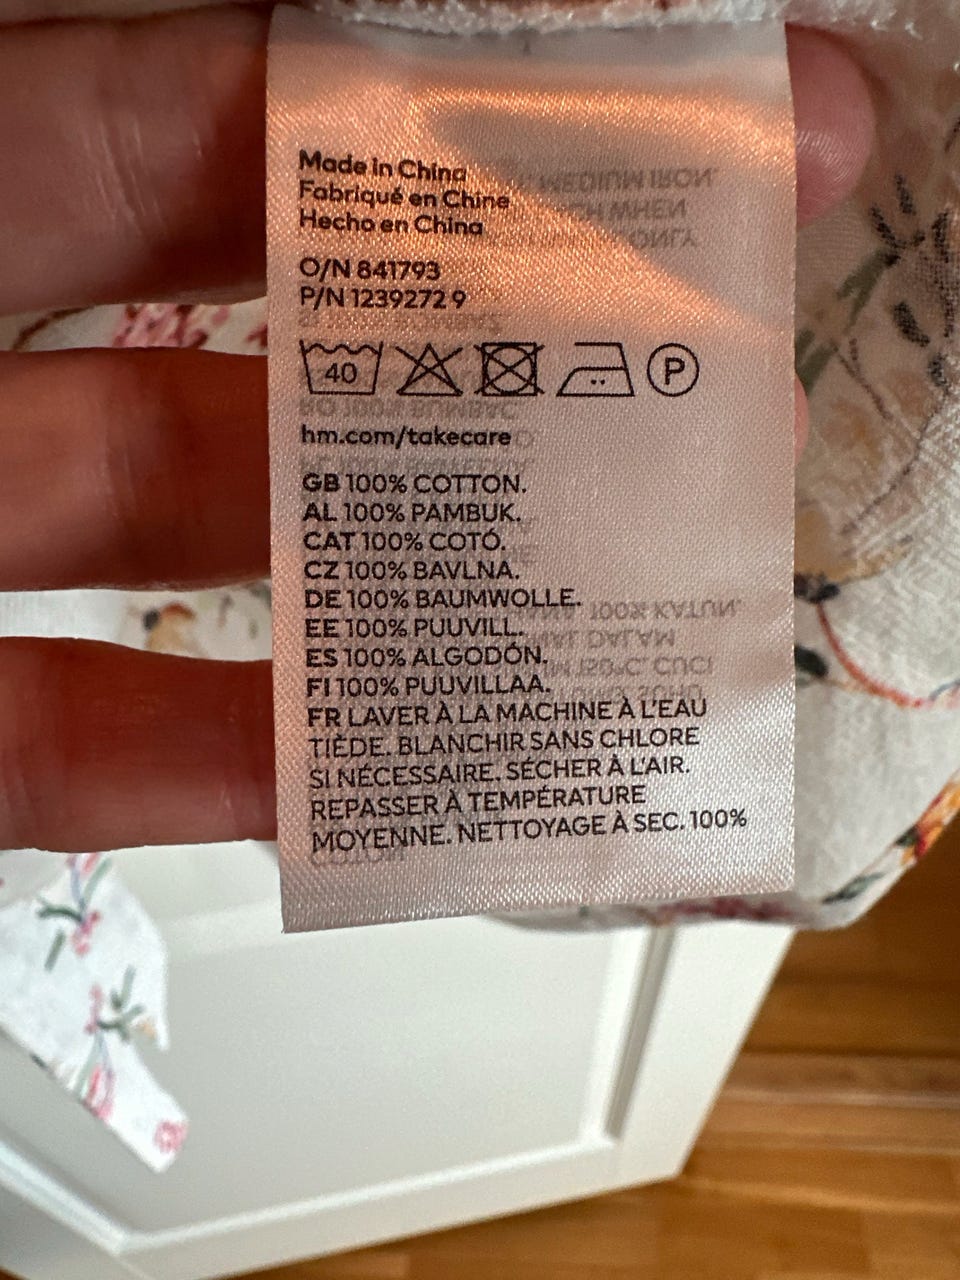 Made in China
Fabriqué en Chine
Hecho en China
O/N 841793
P/N 1239272 9
40 P
hm.com/takecare
GB 100% COTTON.
AL 100% PAMBUK.
CAT 100% COTÓ.
CZ 100% BAVLNA.
DE 100% BAUMWOLLE.
EE 100% PUUVILL.
ES 100% ALGODÓN.
FI 100% PUUVILLAA.
FR LAVER À LA MACHINE À L'EAU
TIÈDE. BLANCHIR SANS CHLORE
SI NÉCESSAIRE. SÉCHER À L'AIR.
REPASSER À TEMPÉRATURE
MOYENNE. NETTOYAGE À SEC. 100%